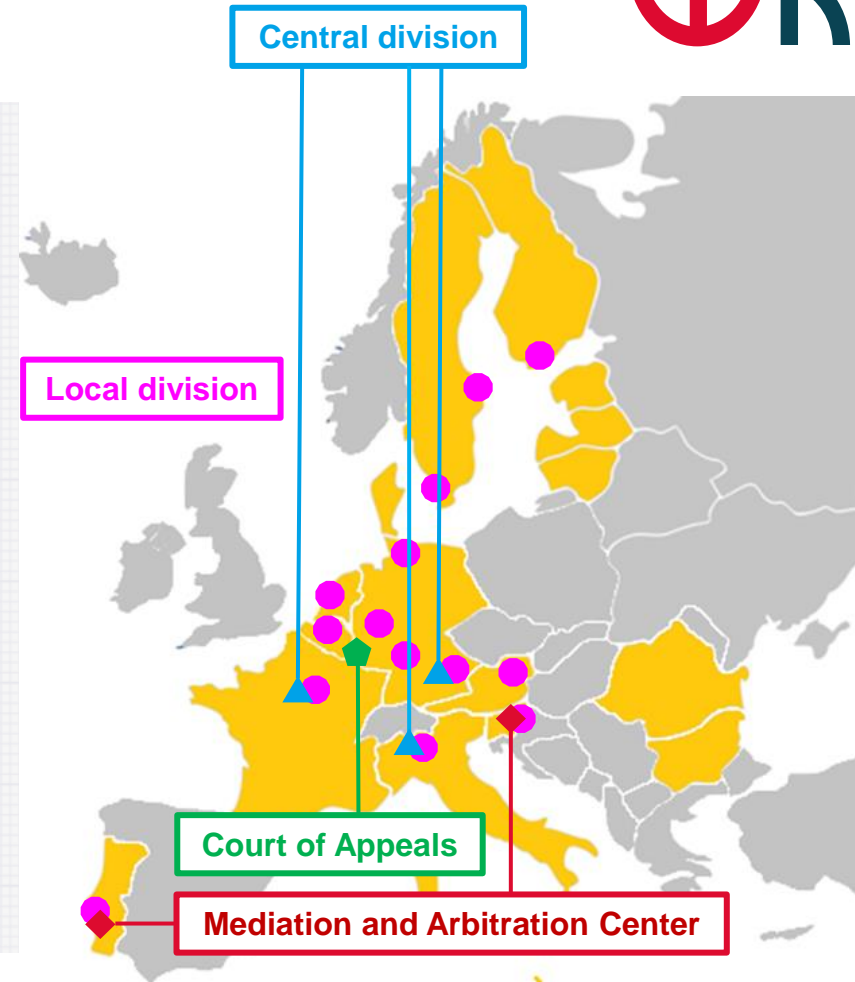 Central division
Local division
Court of Appeals
Mediation and Arbitration Center